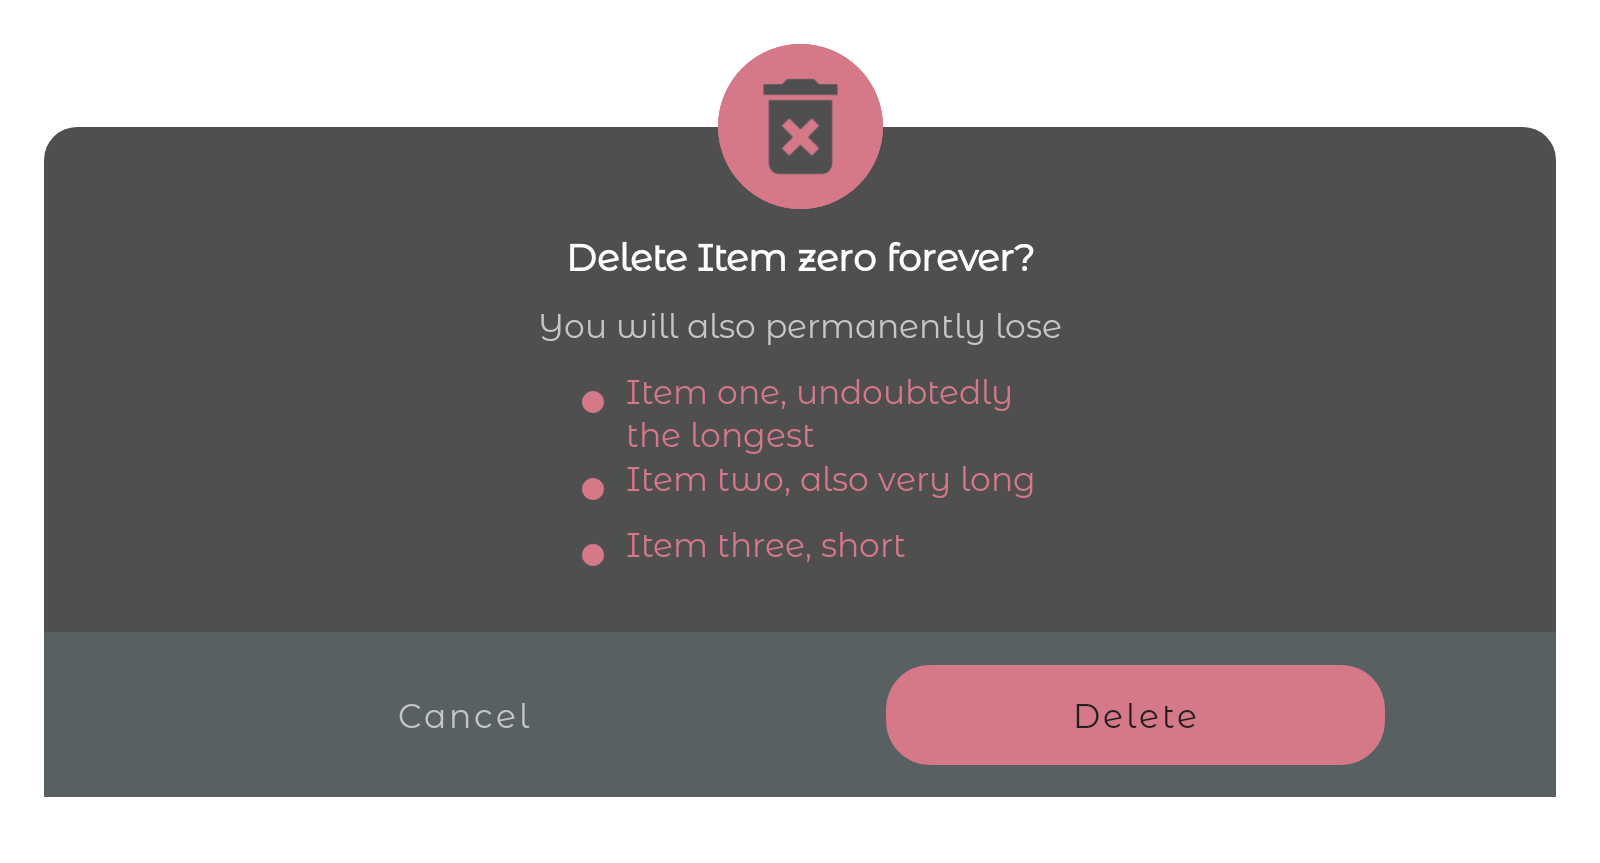 Delete Item zero forever?
You will also permanently lose
Item one, undoubtedly
the longest
Item two, also very long
Item three, short
Cancel
Delete